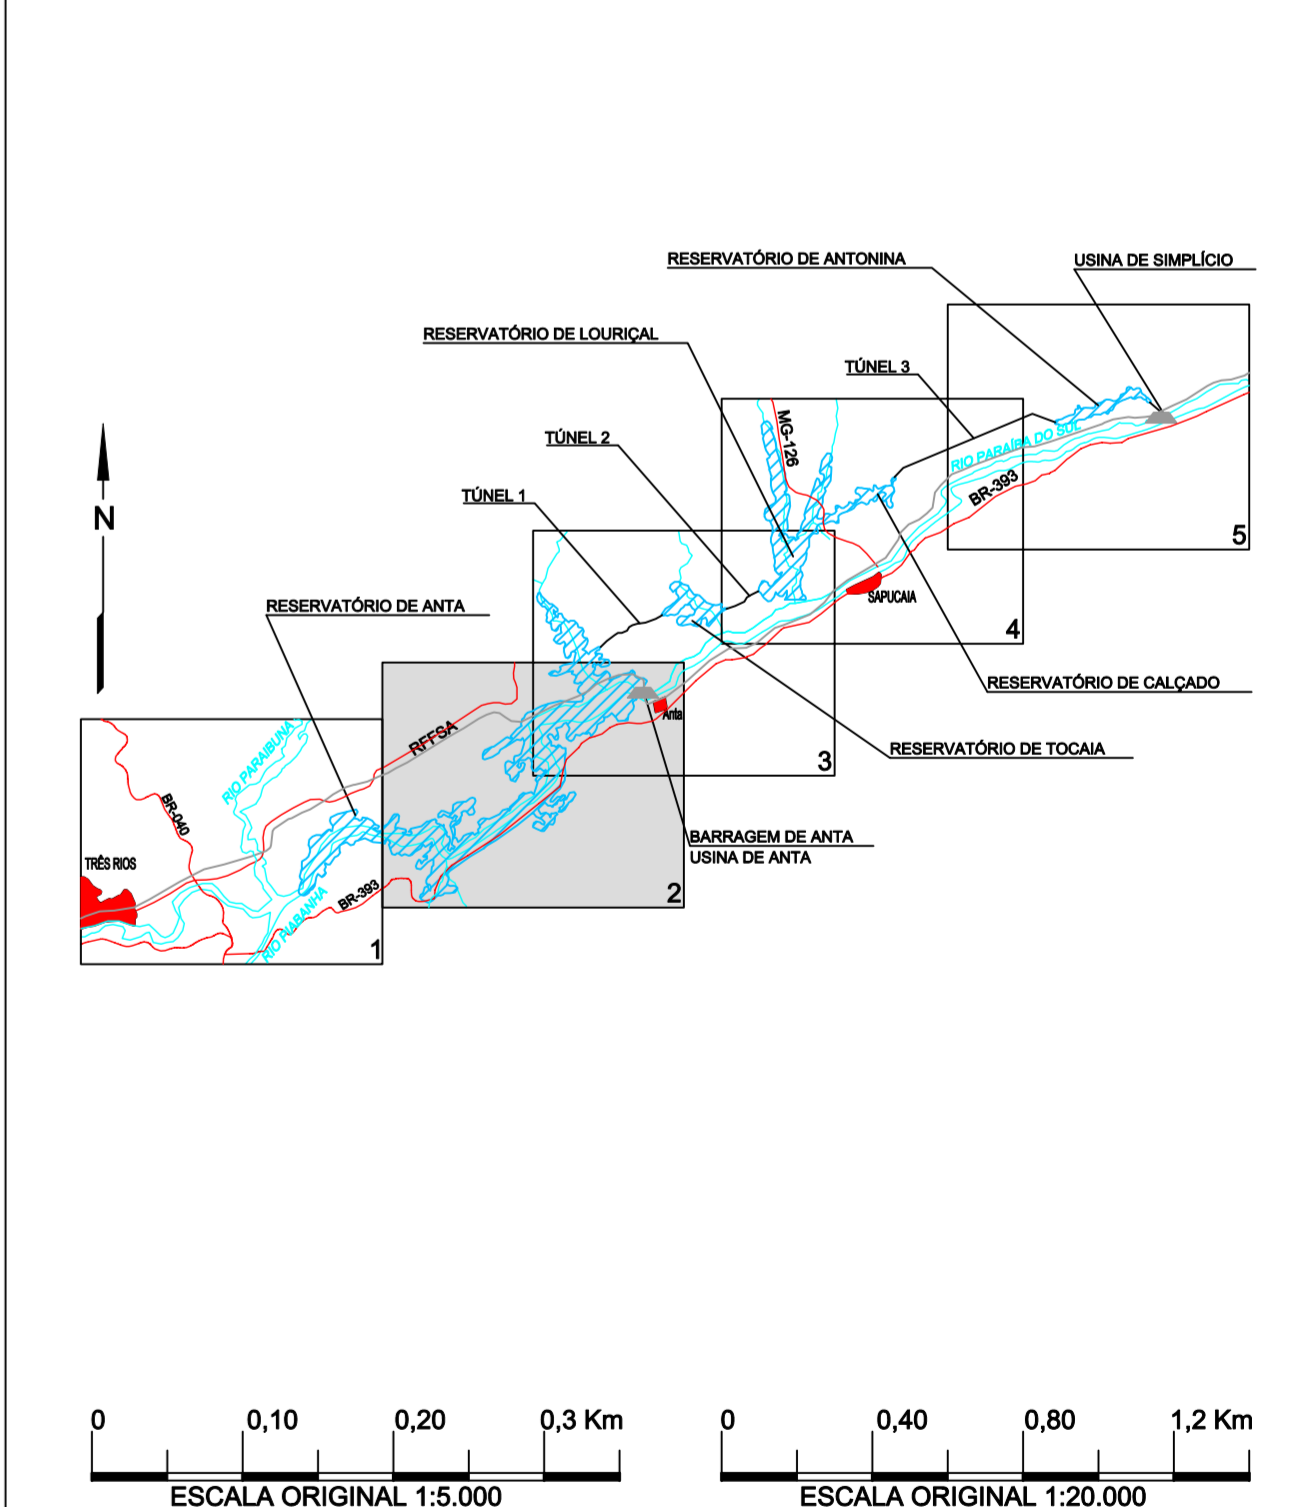 RESERVATÓRIO DE ANTONINA
USINA DE SIMPLÍCIO
RESERVATÓRIO DE LOURIÇAL
TÚNEL 3
MG-126
TÚNEL 2
RIO PARAÍBA DO SUL
BR-393
TÚNEL 1
N
5
RESERVATÓRIO DE ANTA
SAPUCAIA
4
RESERVATÓRIO DE CALÇADO
Anta
RFFSA
RESERVATÓRIO DE TOCAIA
3
RIO PARAIBUNA
BR-040
BARRAGEM DE ANTA
USINA DE ANTA
TRÊS RIOS
BR-393
2
RIO PIABANHA
1
0 0,10 0,20 0,3 Km
ESCALA ORIGINAL 1:5.000
0 0,40 0,80 1,2 Km
ESCALA ORIGINAL 1:20.000